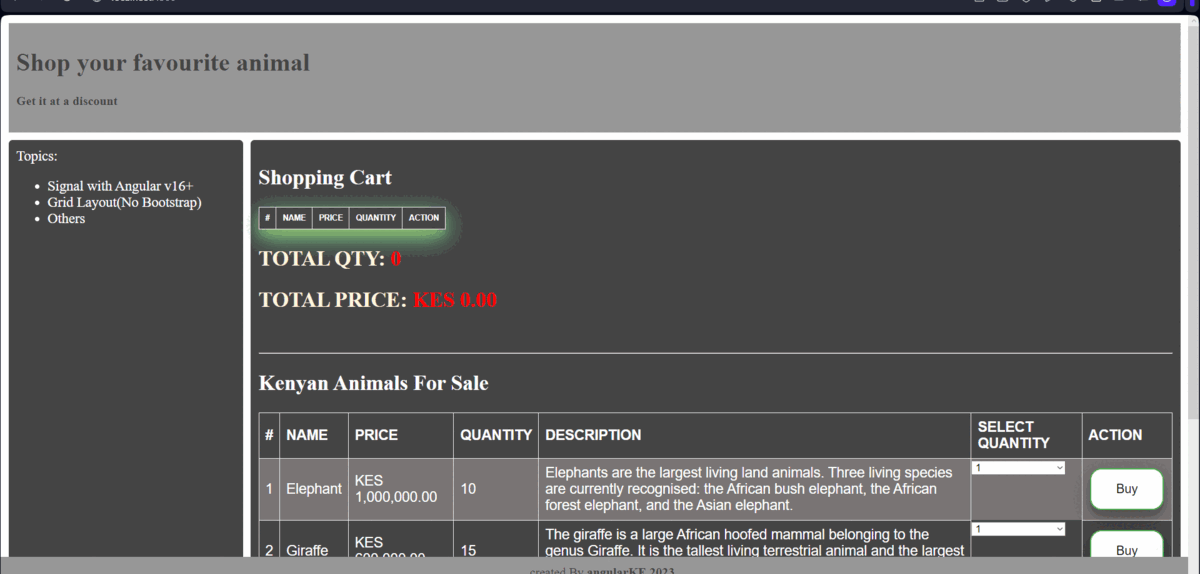 Shop your favourite animal
Get it at a discount
Topics:
Signal with Angular v16+
Grid Layout(No Bootstrap)
Others
Shopping Cart
# NAME PRICE QUANTITY ACTION
TOTAL QTY: 0
TOTAL PRICE: KES 0.00
Kenyan Animals For Sale
# NAME PRICE QUANTITY DESCRIPTION SELECT
QUANTITY ACTION
1 Elephant KES
1,000,000.00 10 Elephants are the largest living land animals. Three living species
are currently recognised: the African bush elephant, the African
forest elephant, and the Asian elephant.
1
Buy
2 Giraffe KES
15 The giraffe is a large African hoofed mammal belonging to the
genus Giraffe. It is the tallest living terrestrial animal and the largest
1
Buy
created By angularKE 2023